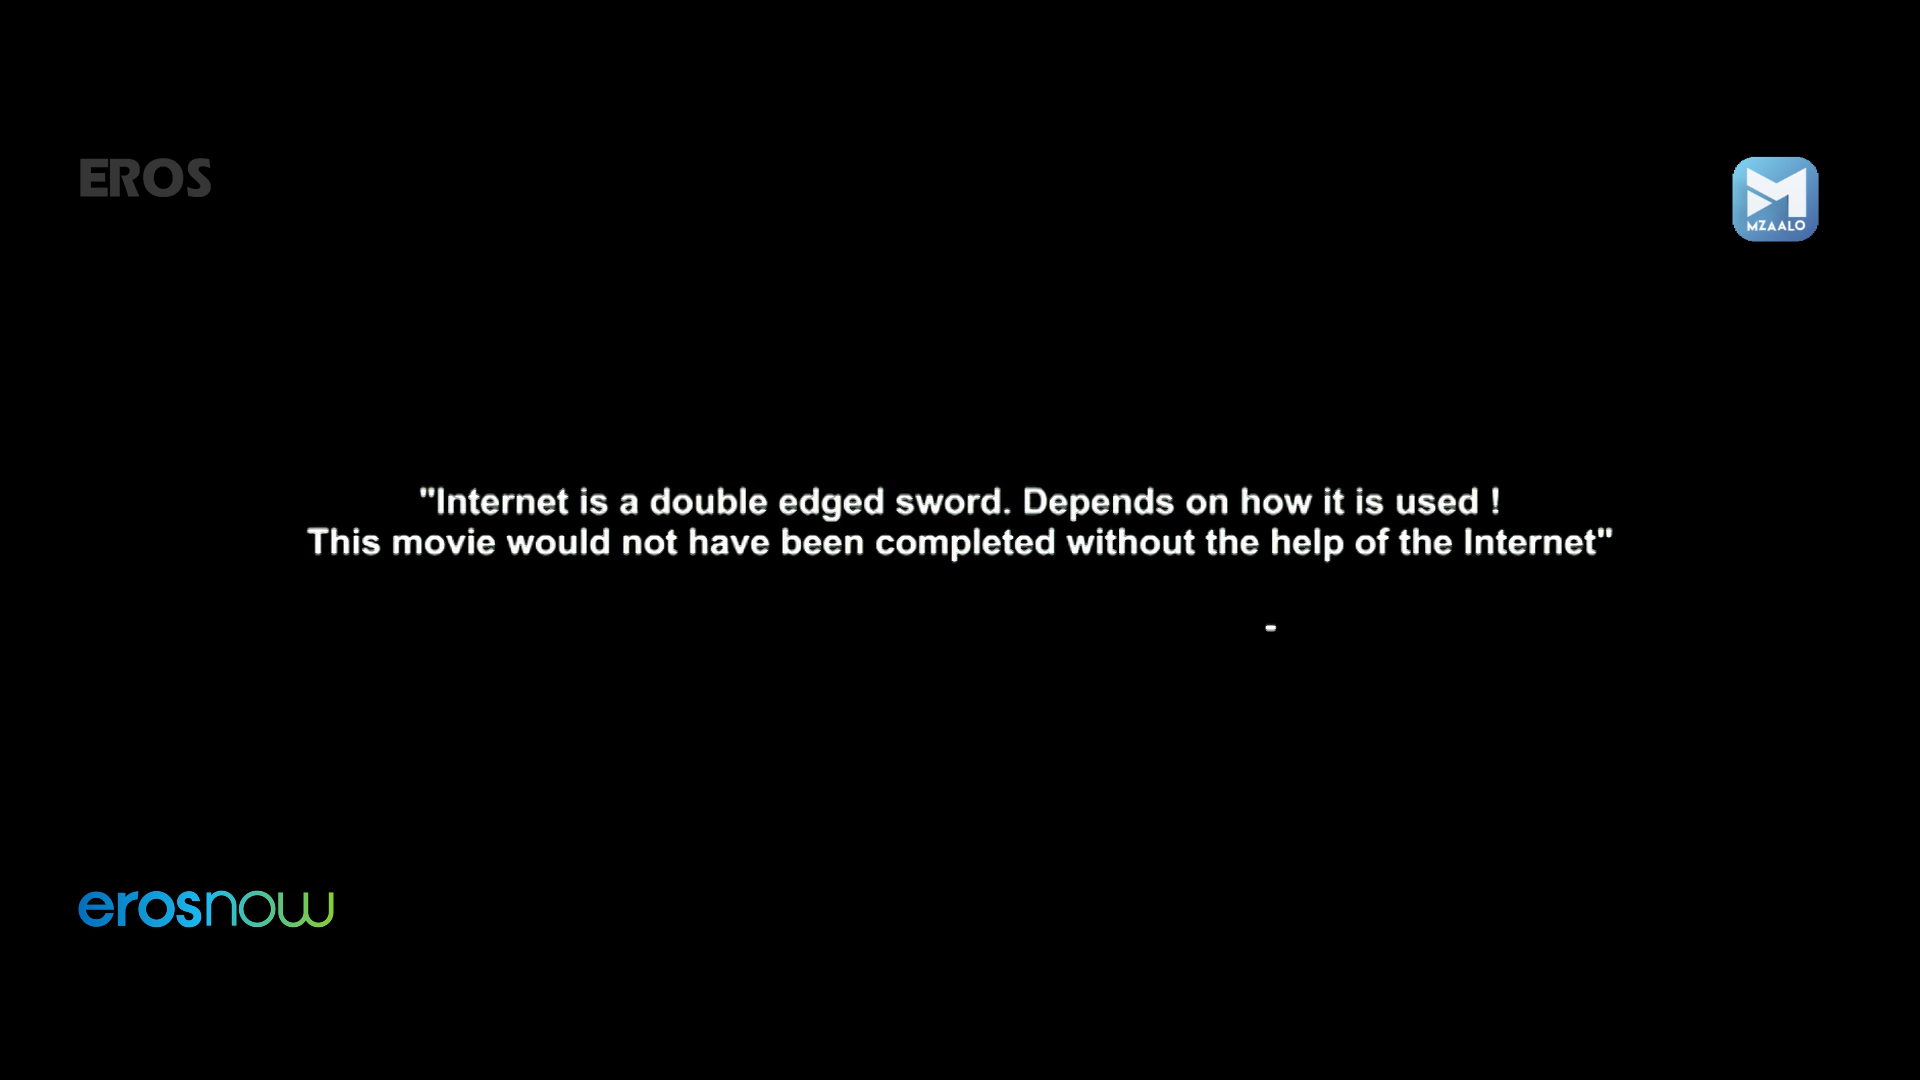 EROS
MZAALO
"Internet is a double edged sword. Depends on how it is used !
This movie would not have been completed without the help of the Internet"
-
erosnow